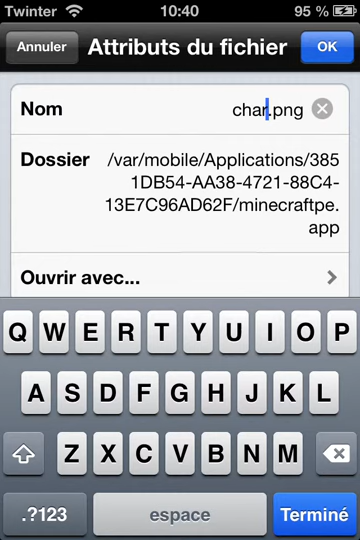 Twinter 10:40 95 %
Annuler Attributs du fichier OK
Nom char.png
Dossier /var/mobile/Applications/385
1DB54-AA38-4721-88C4-
13E7C96AD62F/minecraftpe.
app
Ouvrir avec...
Q W E R T Y U I O P
A S D F G H J K L
Z X C V B N M
.?123 espace Terminé